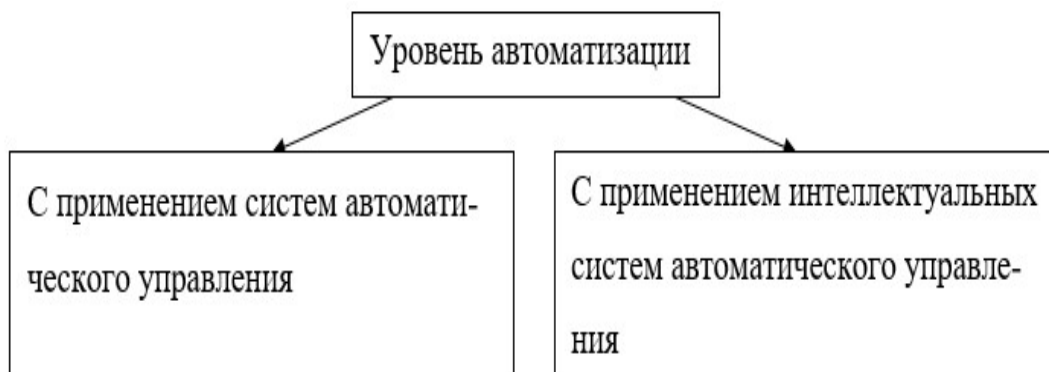 Уровень автоматизации
С применением систем автомати-
ческого управления
С применением интеллектуальных
систем автоматического управле-
ния